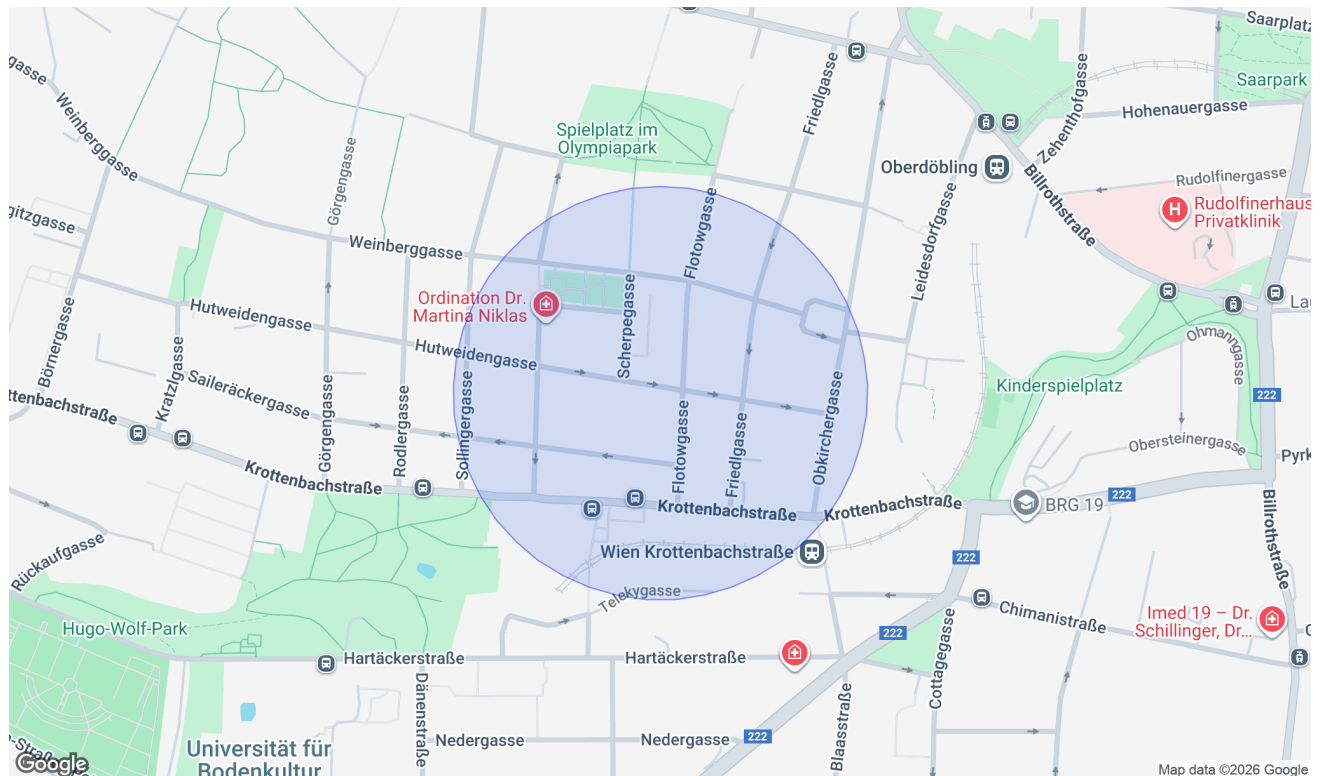 Saarplatz
gasse
Saarpark
Weinberggasse
Friedlgasse
Zehenthofgasse
Hohenauergasse
Spielplatz im
Olympiapark
Görgengasse
Oberdöbling
Billrothstraße
Rudolfinergasse
Rudolfinerhaus
Privatklinik
gitzgasse
Leidesdorfgasse
Flotowgasse
Weinberggasse
Ordination Dr.
Martina Niklas
Scherpegasse
Hutweidengasse
Lau
Börnergasse
Hutweidengasse
Ohmanngasse
Kratzlgasse
Saileräckergasse
Kinderspielplatz
222
ttenbachstraße
Görgengasse
Rodlergasse
Sollingergasse
Flotowgasse
Friedlgasse
Obkirchergasse
Obersteinergasse
Pyrk
Krottenbachstraße
Krottenbachstraße
Krottenbachstraße
222
BRG 19
Billrothstraße
Rückaufgasse
Wien Krottenbachstraße
222
Telekygasse
Chimanistraße
Imed 19 – Dr.
Schillinger, Dr...
Hugo-Wolf-Park
222
Hartäckerstraße
Hartäckerstraße
Cottagegasse
Dänenstraße
Blaasstraße
Universität für
Bodenkultur
Nedergasse
Nedergasse
222
Google
Map data ©2026 Google